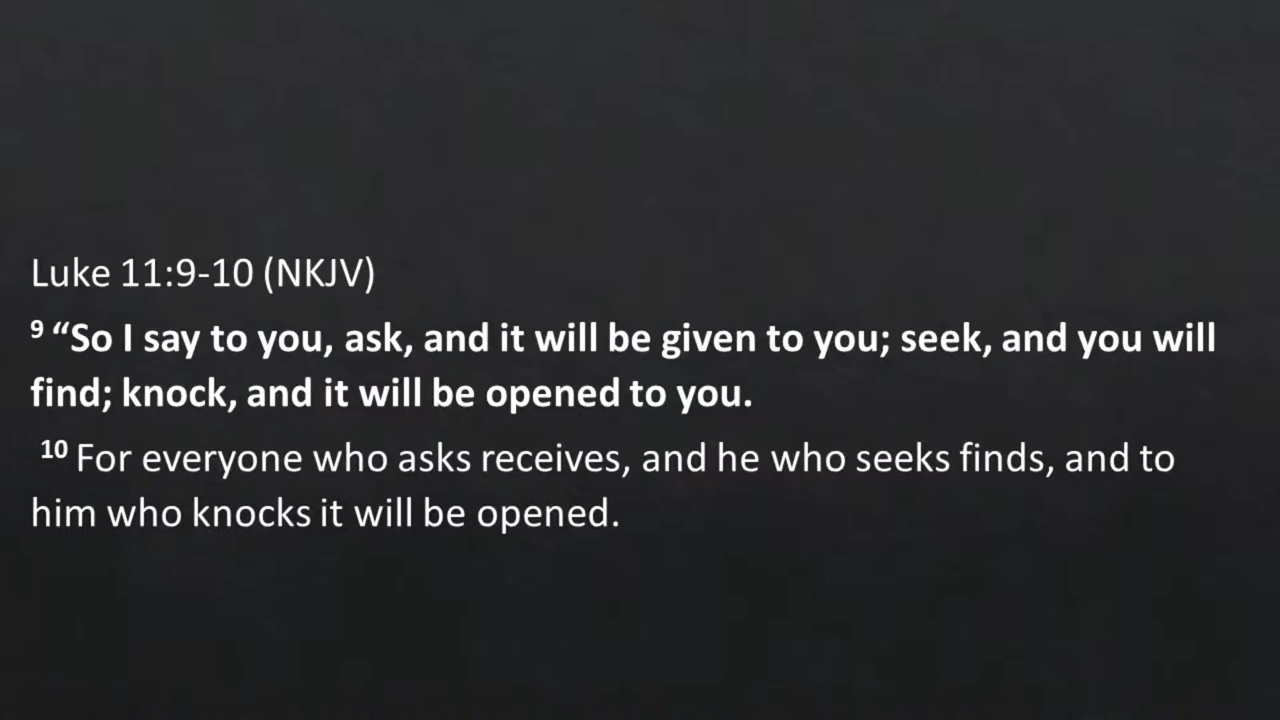 Luke 11:9-10 (NKJV)
9 “So I say to you, ask, and it will be given to you; seek, and you will
find; knock, and it will be opened to you.
10 For everyone who asks receives, and he who seeks finds, and to
him who knocks it will be opened.